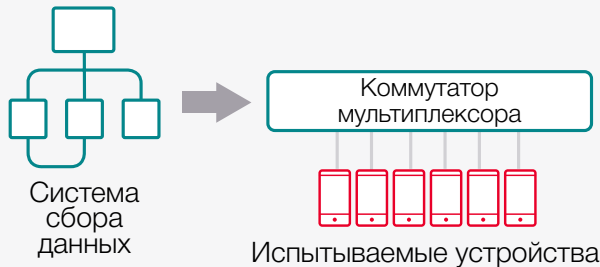 Система
сбора
данных
Коммутатор
мультиплексора
Испытываемые устройства